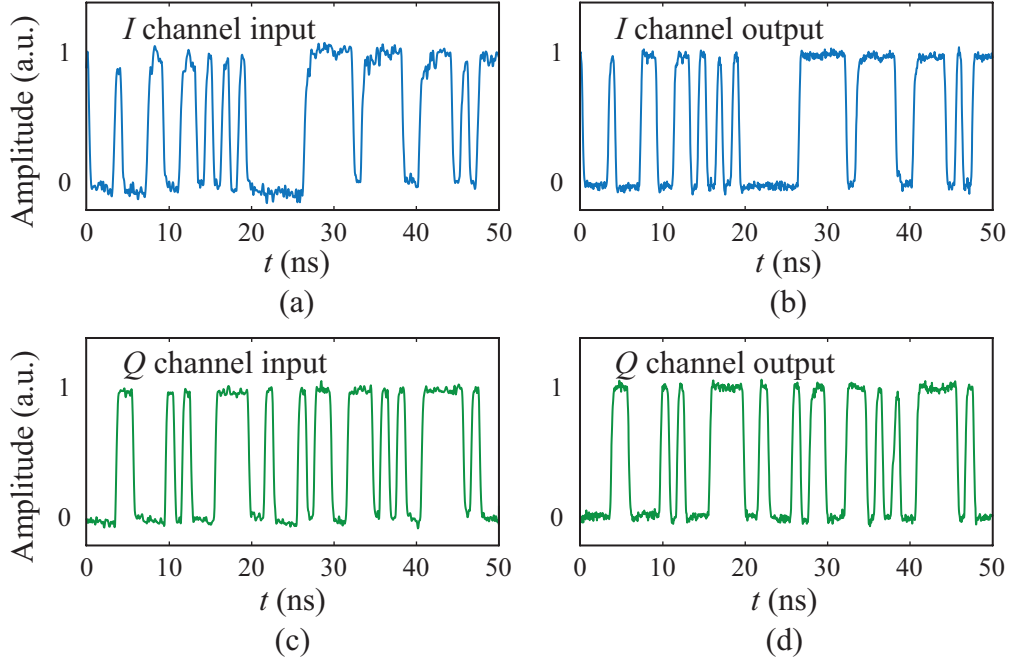 I channel input
Amplitude (a.u.)
1
0
0 10 20 30 40 50
t (ns)
(a)
I channel output
1
0
0 10 20 30 40 50
t (ns)
(b)
Q channel input
Amplitude (a.u.)
1
0
0 10 20 30 40 50
t (ns)
(c)
Q channel output
Amplitude (a.u.)
1
0
0 10 20 30 40 50
t (ns)
(d)